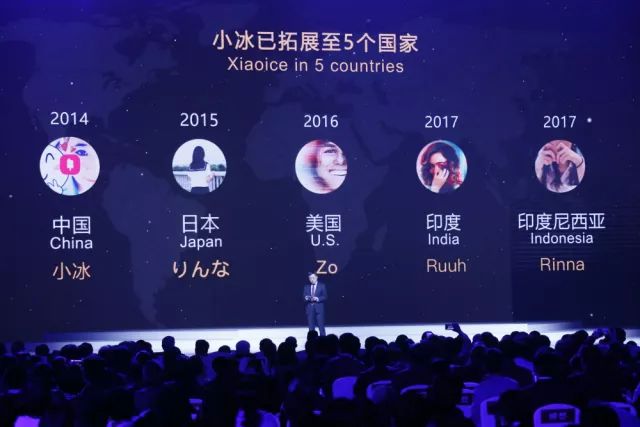 小冰已拓展至5个国家
Xiaoice in 5 countries
2014
2015
2016
2017
2017
中国
日本
美国
印度
印度尼西亚
China
Japan
U.S.
India
Indonesia
小冰
りんな
Zo
Ruuh
Rinna